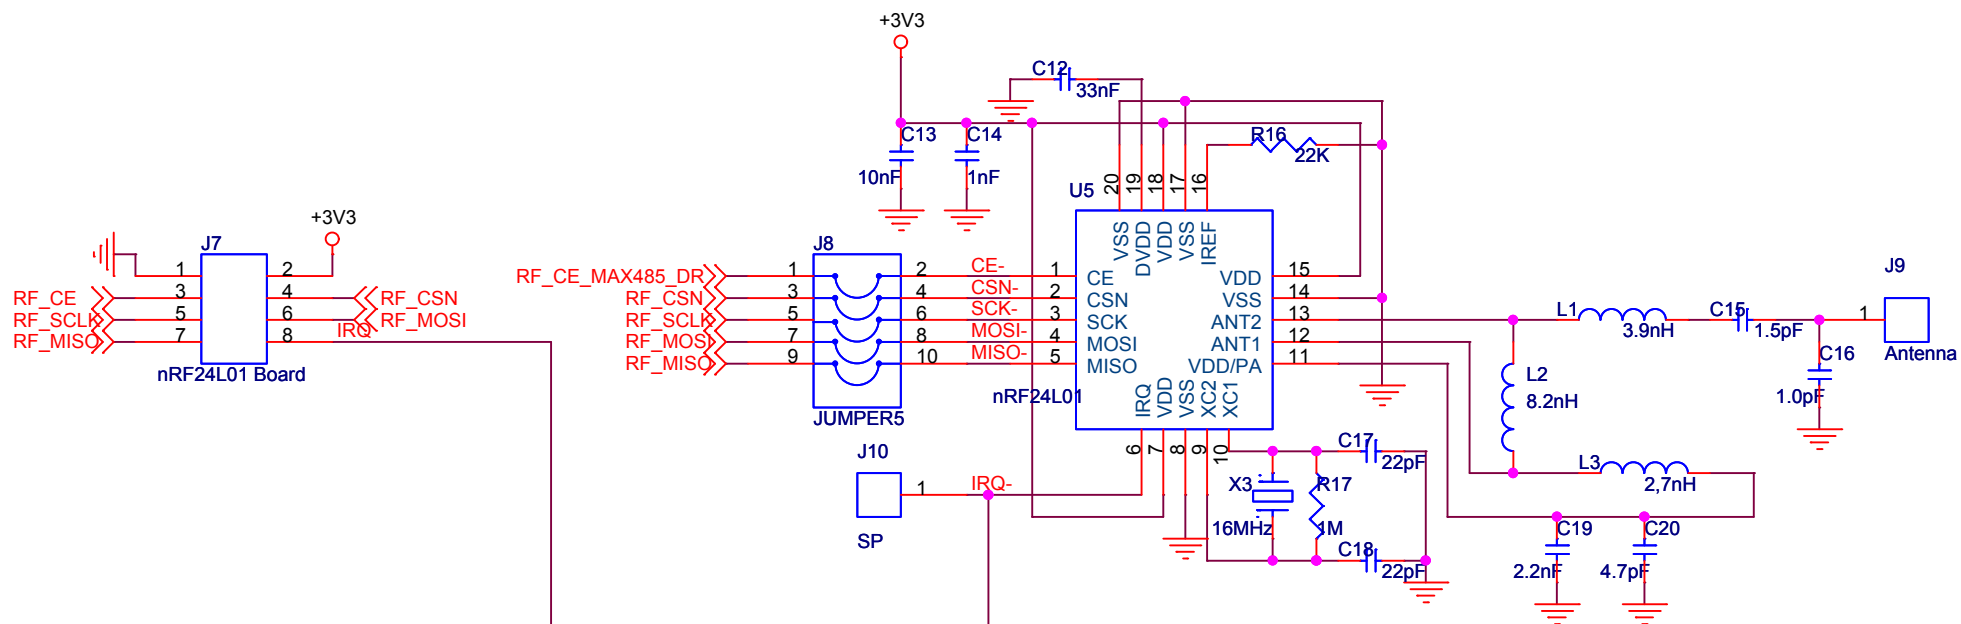 +3V3
C12
33nF
C13
C14
R16
10nF
1nF
22K
U5
20
19
18
17
16
+3V3
J7
1
2
3
4
5
6
7
8
RF_CE
RF_SCLK
RF_MISO
RF_CSN
RF_MOSI
IRQ
nRF24L01 Board
J8
RF_CE_MAX485_DR
RF_CSN
RF_SCLK
RF_MOSI
RF_MISO
1
2
3
4
5
6
7
8
9
10
JUMPER5
CE-
CSN-
SCK-
MOSI-
MISO-
1
2
3
4
5
VSS
DVDD
VDD
VSS
IREF
CE
CSN
SCK
MOSI
MISO
VDD
VSS
ANT2
ANT1
VDD/PA
15
14
13
12
11
IRQ
VDD
VSS
XC2
XC1
nRF24L01
6
7
8
9
10
J10
1
IRQ-
SP
X3
16MHz
R17
1M
C17
22pF
C18
22pF
L1
3.9nH
C15
1.5pF
1
J9
Antenna
C16
1.0pF
L2
8.2nH
L3
2,7nH
C19
2.2nF
C20
4.7pF